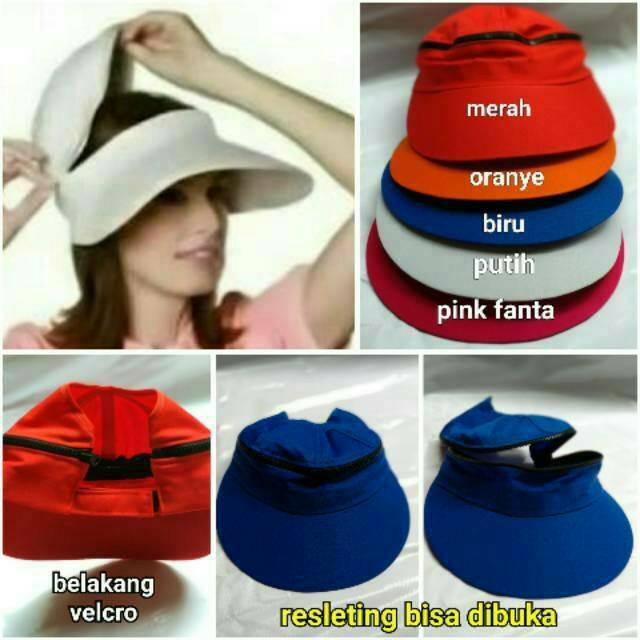 merah
oranye
biru
putih
pink fanta
belakang
velcro
resleting bisa dibuka